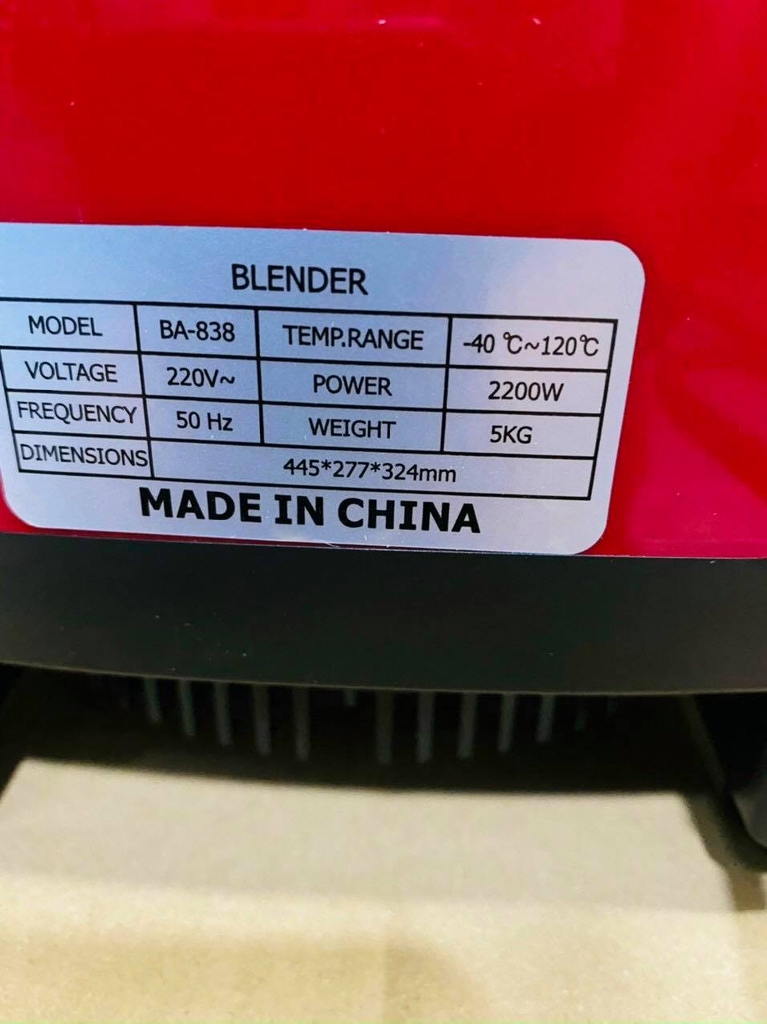 BLENDER
MODEL BA-838 TEMP.RANGE -40 ℃~120℃
VOLTAGE 220V~ POWER 2200W
FREQUENCY 50 Hz WEIGHT 5KG
DIMENSIONS 445*277*324mm
MADE IN CHINA